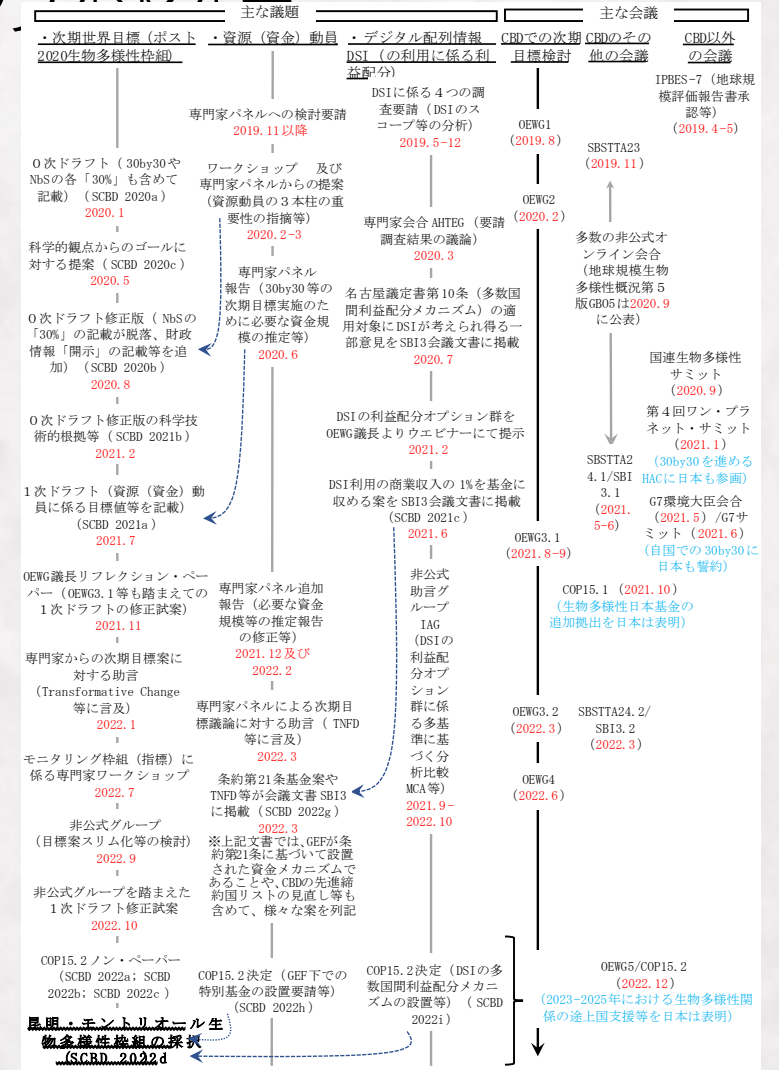 主な議題
主な会議
・次期世界目標（ポスト
2020生物多様性枠組）
・資源（資金）動員
・デジタル配列情報
DSI（の利用に係る利
益配分）
CBDでの次期
目標検討
CBDのその
他の会議
CBD以外
の会議
0次ドラフト（30by30や
NbSの各「30%」も含めて
記載）（SCBD 2020a）
2020.1
科学的観点からのゴールに
対する提案（SCBD 2020c）
2020.5
0次ドラフト修正版（NbSの
「30%」の記載が脱落、財政
情報「開示」の記載等を追
加）（SCBD 2020b）
2020.8
0次ドラフト修正版の科学技
術的根拠等（SCBD 2021b）
2021.2
1次ドラフト（資源（資金）動
員に係る目標値等を記載）
（SCBD 2021a）
2021.7
OEWG議長リフレクション・ペー
パー（OEWG3.1等も踏まえての
1次ドラフトの修正試案）
2021.11
専門家からの次期目標案に
対する助言
（Transformative Change
等に言及）
2022.1
モニタリング枠組（指標）に
係る専門家ワークショップ
2022.7
非公式グループ
（目標案スリム化等の検討）
2022.9
非公式グループを踏まえた
1次ドラフト修正試案
2022.10
COP15.2ノン・ペーパー
（SCBD 2022a; SCBD
2022b; SCBD 2022c）
昆明・モントリオール生
物多様性枠組の採択
（SCBD 2022d
専門家パネルへの検討要請
2019.11以降
ワークショップ　及び
専門家パネルからの提案
（資源動員の３本柱の重
要性の指摘等）
2020.2-3
専門家パネル
報告（30by30等の
次期目標実施のた
めに必要な資金規
模の推定等）
2020.6
専門家パネル追加
報告（必要な資金
規模等の推定報告
の修正等）
2021.12及び
2022.2
専門家パネルによる次期目
標議論に対する助言（TNFD
等に言及）
2022.3
条約第21条基金案や
TNFD等が会議文書SBI3
に掲載（SCBD 2022g）
2022.3
※上記文書では、GEFが条
約第21条に基づいて設置
された資金メカニズムで
あることや、CBDの先進締
約国リストの見直し等も
含めて、様々な案を列記
COP15.2決定（GEF下での
特別基金の設置要請等）
（SCBD 2022h）
DSIに係る４つの調
査要請（DSIのス
コープ等の分析）
2019.5-12
専門家会合AHTEG（要請
調査結果の議論）
2020.3
名古屋議定書第10条（多数国
間利益配分メカニズム）の適
用対象にDSIが考えられ得る一
部意見をSBI3会議文書に掲載
2020.7
DSIの利益配分オプション群を
OEWG議長よりウエビナーにて提示
2021.2
DSI利用の商業収入の1%を基金に
収める案をSBI3会議文書に掲載
（SCBD 2021c）
2021.6
非公式
助言グ
ループ
IAG
（DSIの
利益配
分オプ
ション
群に係
る多基
準に基
づく分
析比較
MCA等）
2021.9-
2022.10
COP15.2決定（DSIの多
数国間利益配分メカニ
ズムの設置等）（SCBD
2022i）
OEWG1
（2019.8）
OEWG2
（2020.2）
OEWG3.1
（2021.8-9）
OEWG3.2
（2022.3）
OEWG4
（2022.6）
SBSTTA23
（2019.11）
多数の非公式オ
ンライン会合
（地球規模生物
多様性概況第５
版GBO5は2020.9
に公表）
SBSTTA2
4.1/SBI
3.1
（2021.
5-6）
COP15.1（2021.10）
（生物多様性日本基金の
追加拠出を日本は表明）
SBSTTA24.2/
SBI3.2
（2022.3）
OEWG5/COP15.2
（2022.12）
（2023-2025年における生物多様性関
係の途上国支援等を日本は表明）
IPBES-7（地球規
模評価報告書承
認等）
（2019.4-5）
国連生物多様性
サミット
（2020.9）
第４回ワン・プラ
ネット・サミット
（2021.1）
（30by30を進める
HACに日本も参画）
G7環境大臣会合
（2021.5）/G7サ
ミット（2021.6）
（自国での30by30に
日本も誓約）